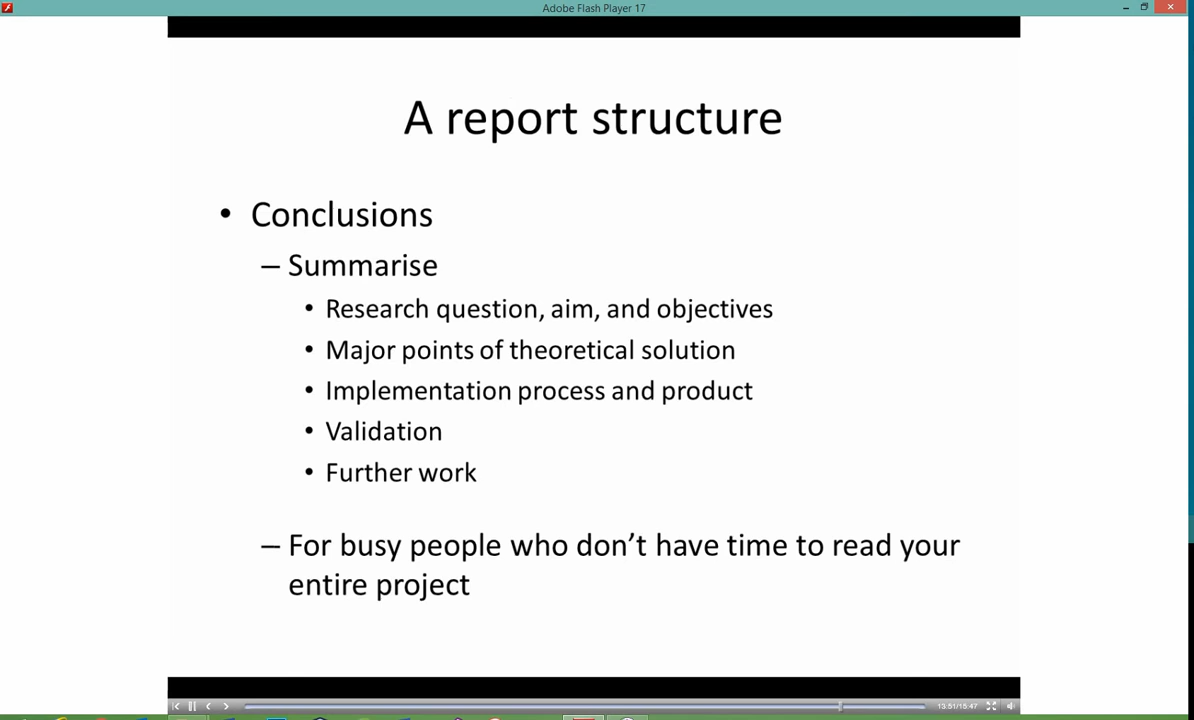 Adobe Flash Player 17
A report structure
• Conclusions
– Summarise
• Research question, aim, and objectives
• Major points of theoretical solution
• Implementation process and product
• Validation
• Further work
– For busy people who don’t have time to read your
entire project
13:51/15:47